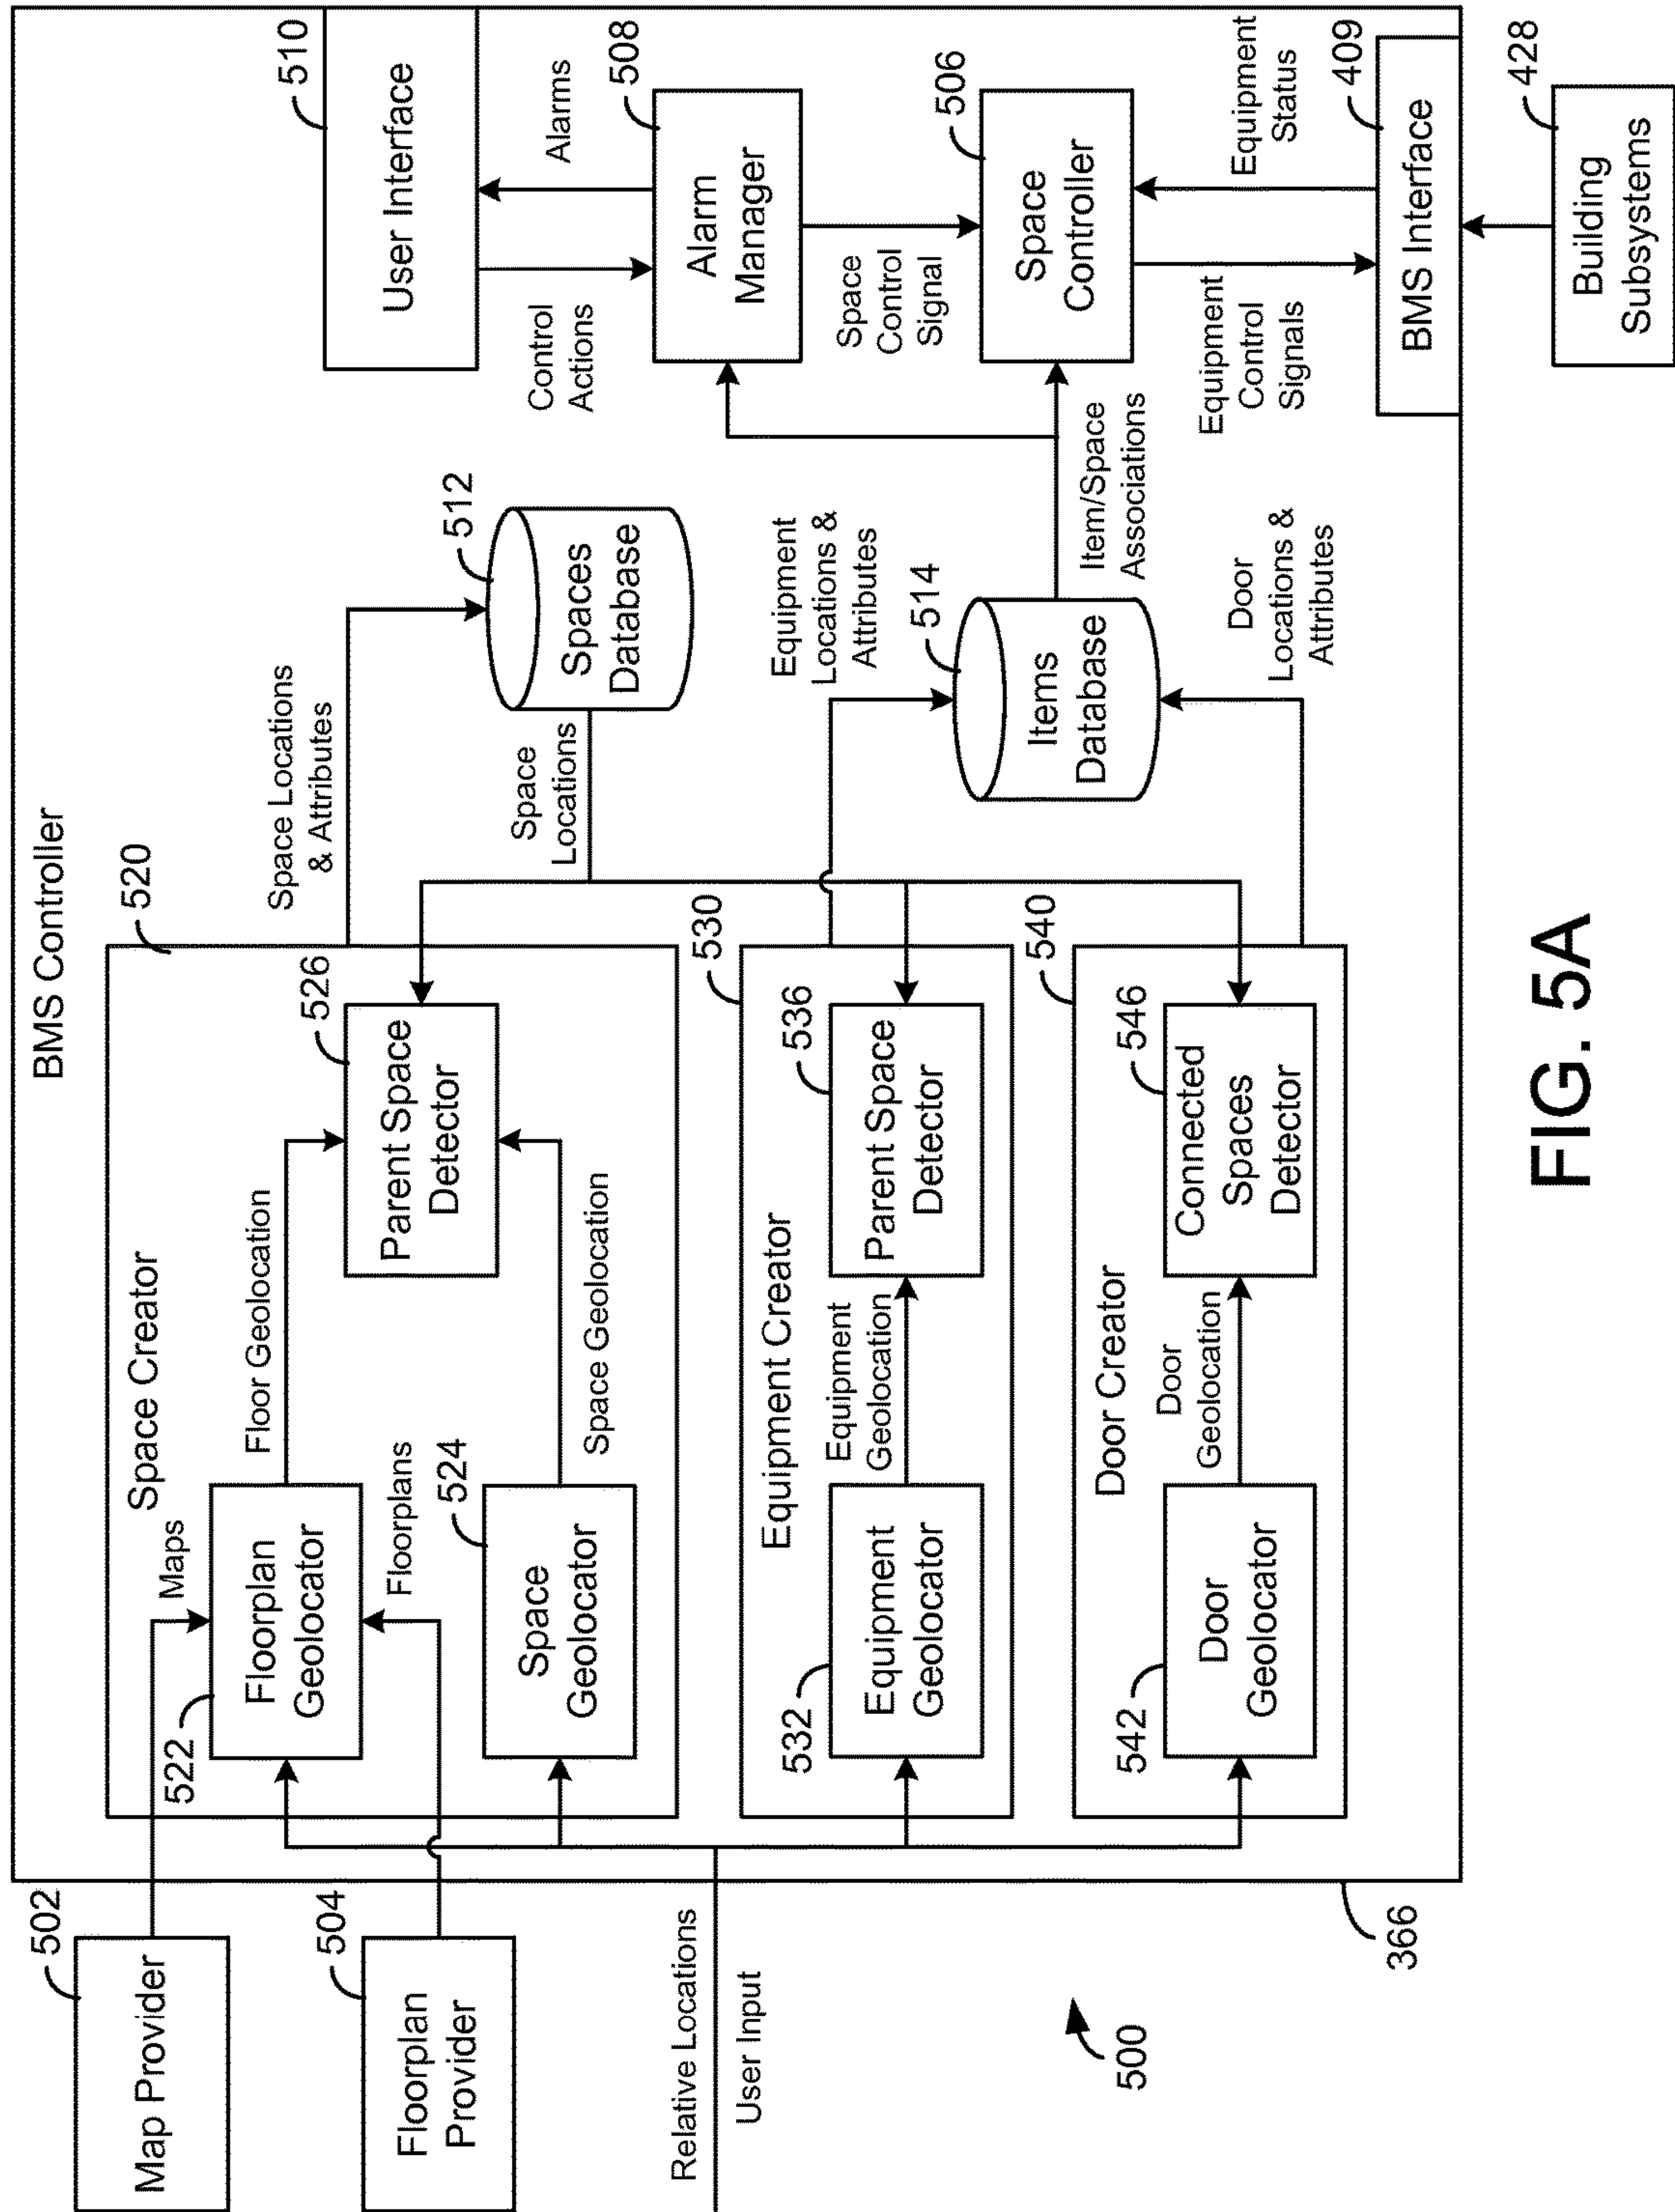 BMS Controller
502
Map Provider
504
Floorplan
Provider
Relative Locations
User Input
500
366
Space Creator
520
Maps
522
Floorplan
Geolocator
Floorplans
524
Space
Geolocator
Floor Geolocation
Space Geolocation
526
Parent Space
Detector
Equipment Creator
530
532
Equipment
Geolocator
Equipment
Geolocation
536
Parent Space
Detector
Door Creator
540
542
Door
Geolocator
Door
Geolocation
546
Connected
Spaces
Detector
Space Locations
& Attributes
512
Spaces
Database
Space
Locations
Equipment
Locations &
Attributes
514
Items
Database
Item/Space
Associations
Door
Locations &
Attributes
510
User Interface
Control
Actions
Alarms
508
Alarm
Manager
Space
Control
Signal
506
Space
Controller
Equipment
Control
Signals
Equipment
Status
409
BMS Interface
428
Building
Subsystems
FIG. 5A